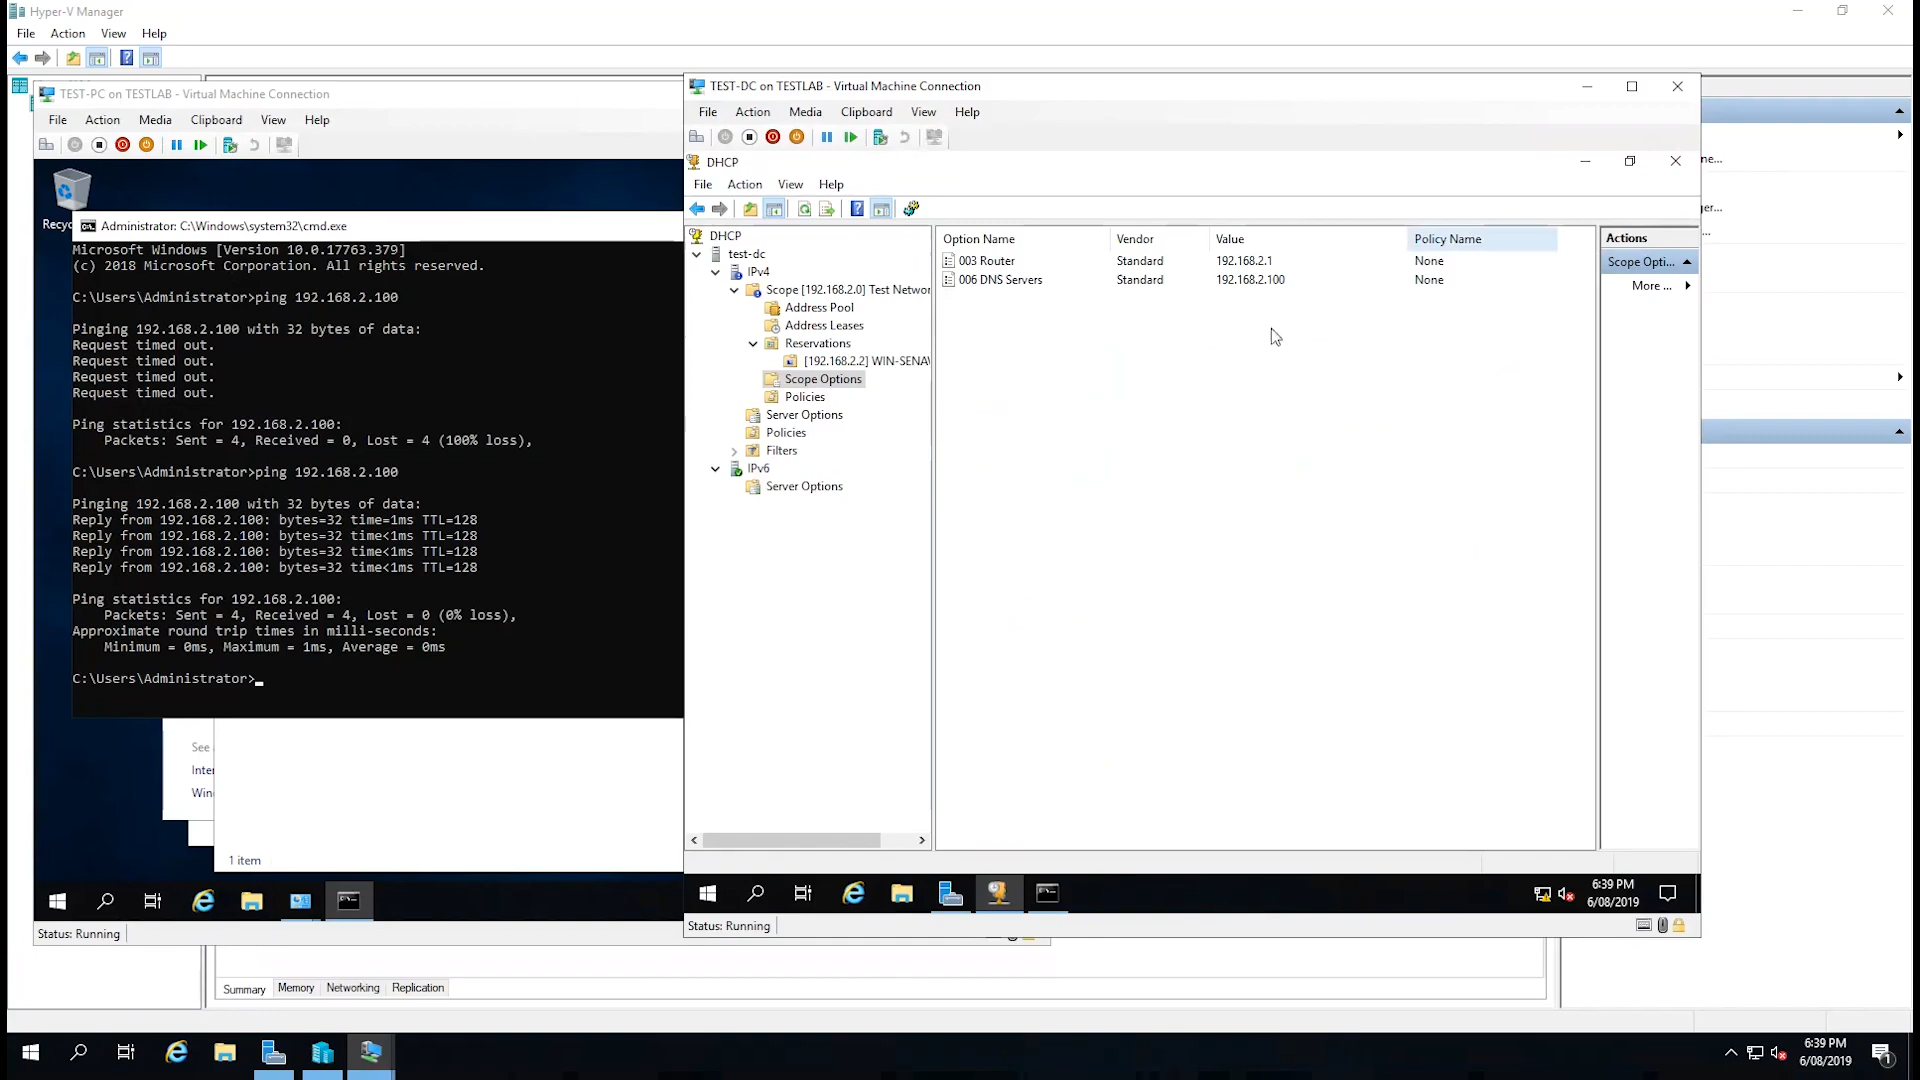 Hyper-V Manager
File Action View Help
TEST-PC on TESTLAB - Virtual Machine Connection
File Action Media Clipboard View Help
Recyc
Administrator: C:\Windows\system32\cmd.exe
Microsoft Windows [Version 10.0.17763.379]
(c) 2018 Microsoft Corporation. All rights reserved.
C:\Users\Administrator>ping 192.168.2.100
Pinging 192.168.2.100 with 32 bytes of data:
Request timed out.
Request timed out.
Request timed out.
Request timed out.
Ping statistics for 192.168.2.100:
Packets: Sent = 4, Received = 0, Lost = 4 (100% loss),
C:\Users\Administrator>ping 192.168.2.100
Pinging 192.168.2.100 with 32 bytes of data:
Reply from 192.168.2.100: bytes=32 time=1ms TTL=128
Reply from 192.168.2.100: bytes=32 time<1ms TTL=128
Reply from 192.168.2.100: bytes=32 time<1ms TTL=128
Reply from 192.168.2.100: bytes=32 time<1ms TTL=128
Ping statistics for 192.168.2.100:
Packets: Sent = 4, Received = 4, Lost = 0 (0% loss),
Approximate round trip times in milli-seconds:
Minimum = 0ms, Maximum = 1ms, Average = 0ms
C:\Users\Administrator>_
See
Inter
Wind
1 item
Status: Running
TEST-DC on TESTLAB - Virtual Machine Connection
File Action Media Clipboard View Help
DHCP
File Action View Help
DHCP
test-dc
IPv4
Scope [192.168.2.0] Test Networ
Address Pool
Address Leases
Reservations
[192.168.2.2] WIN-SENA
Scope Options
Policies
Server Options
Policies
Filters
IPv6
Server Options
Option Name Vendor Value Policy Name
003 Router Standard 192.168.2.1 None
006 DNS Servers Standard 192.168.2.100 None
Actions
Scope Opti...
More ...
6:39 PM
6/08/2019
Status: Running
ne...
ger...
...
Summary Memory Networking Replication
6:39 PM
6/08/2019
1